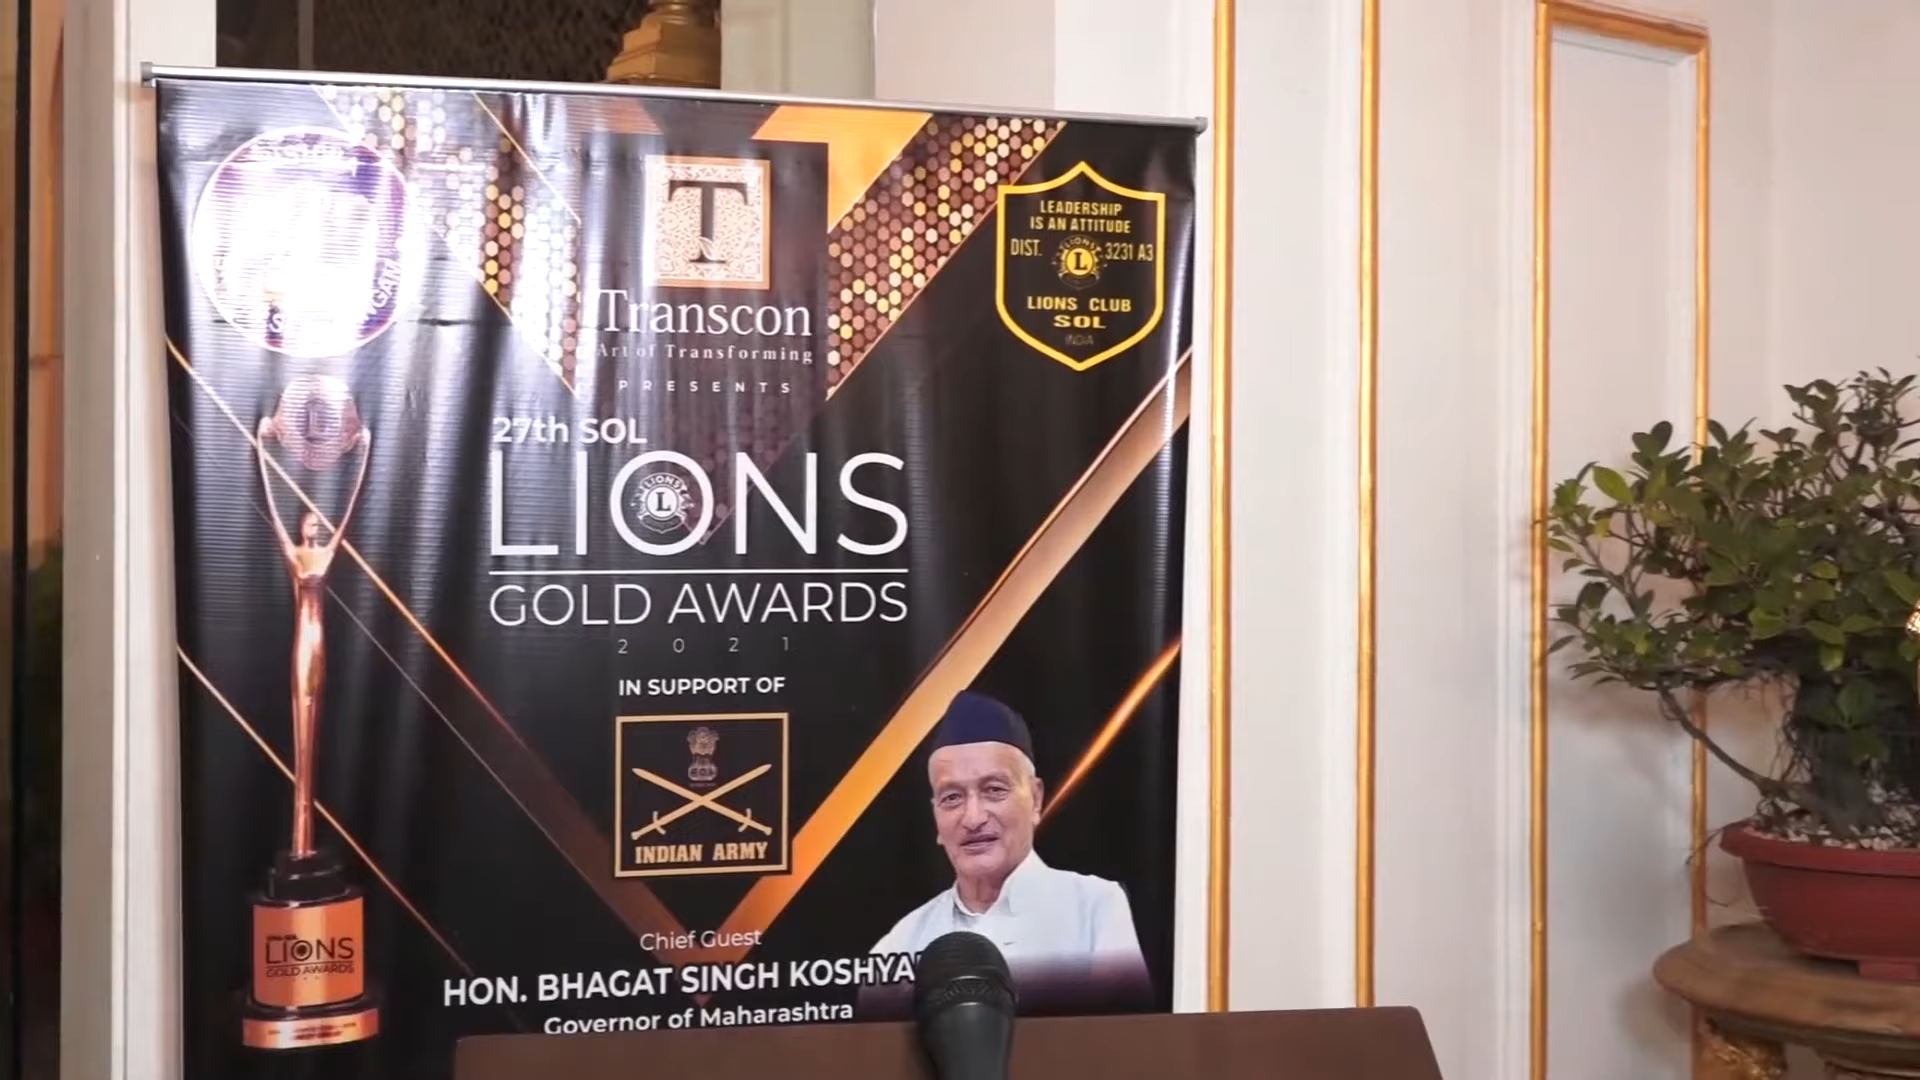 T
Transcon
Art of Transforming
PRESENTS
LEADERSHIP
IS AN ATTITUDE
DIST. LIONS L 3231 A3
LIONS CLUB
SOL
INDIA
27th SOL
LIONS
LIONS L
GOLD AWARDS
2021
IN SUPPORT OF
INDIAN ARMY
Chief Guest
HON. BHAGAT SINGH KOSHYA
Governor of Maharashtra
LIONS
GOLD AWARDS